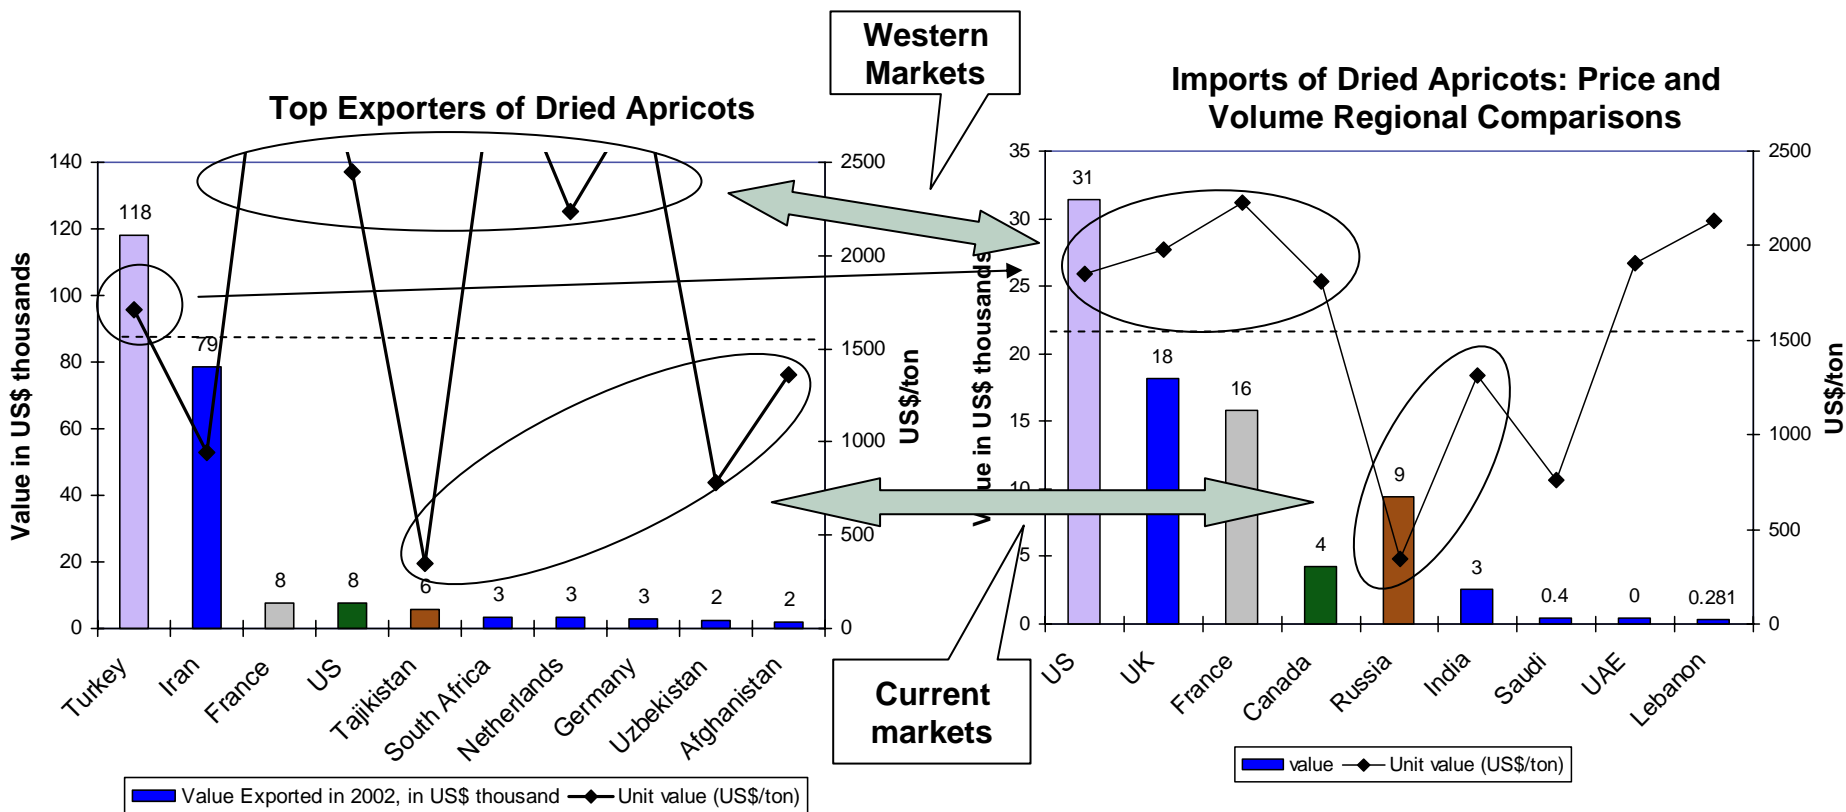 Western
Markets
Top Exporters of Dried Apricots
Imports of Dried Apricots: Price and
Volume Regional Comparisons
Value in US$ thousands
140
120
100
80
60
40
20
0
118
79
8
8
6
3
3
3
2
2
2500
2000
1500
1000
500
0
US$/ton
Turkey
Iran
France
US
Tajikistan
South Africa
Netherlands
Germany
Uzbekistan
Afghanistan
Value Exported in 2002, in US$ thousand
Unit value (US$/ton)
Value in US$ thousands
35
30
25
20
15
10
5
0
31
18
16
4
9
3
0.4
0
0.281
2500
2000
1500
1000
500
0
US$/ton
US
UK
France
Canada
Russia
India
Saudi
UAE
Lebanon
value
Unit value (US$/ton)
Current
markets